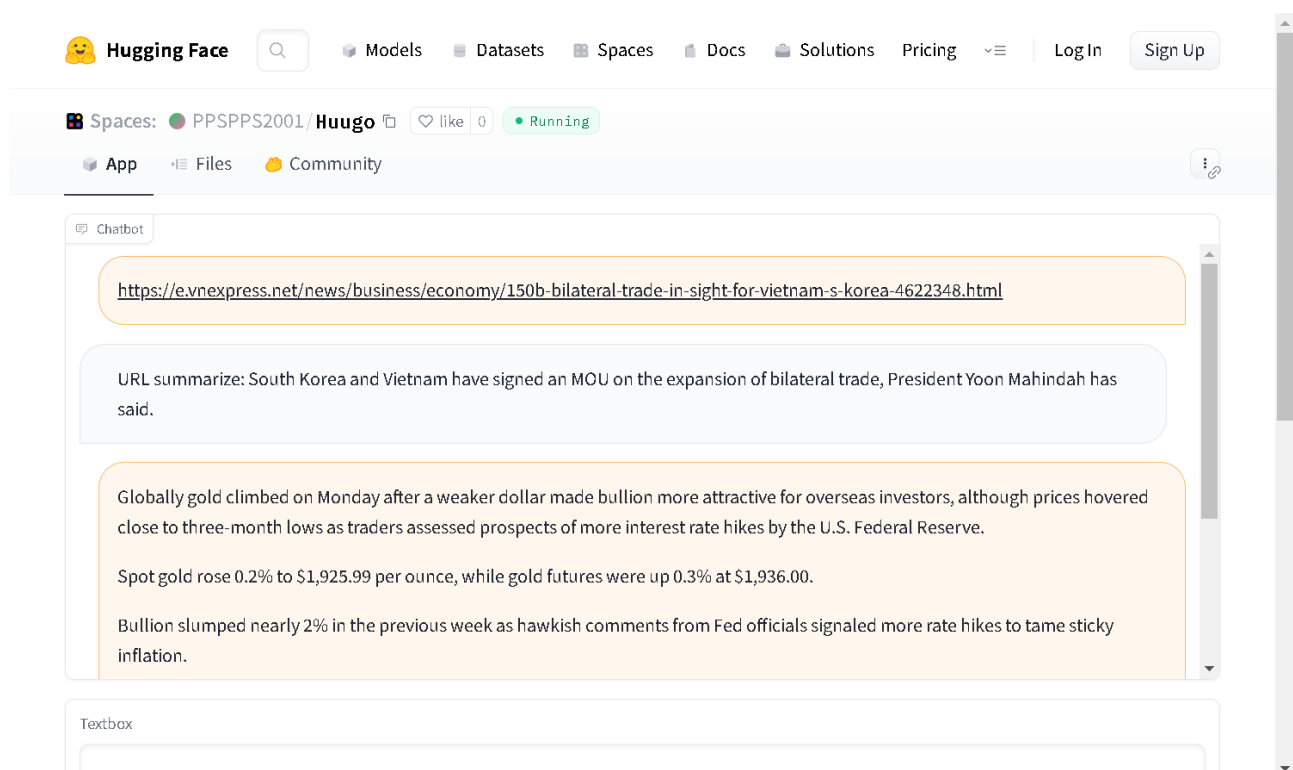 Hugging Face
Models
Datasets
Spaces
Docs
Solutions
Pricing
Log In
Sign Up
Spaces:
PPSPPS2001/Huugo
like
0
Running
App
Files
Community
Chatbot
https://e.vnexpress.net/news/business/economy/150b-bilateral-trade-in-sight-for-vietnam-s-korea-4622348.html
URL summarize: South Korea and Vietnam have signed an MOU on the expansion of bilateral trade, President Yoon Mahindah has
said.
Globally gold climbed on Monday after a weaker dollar made bullion more attractive for overseas investors, although prices hovered
close to three-month lows as traders assessed prospects of more interest rate hikes by the U.S. Federal Reserve.
Spot gold rose 0.2% to $1,925.99 per ounce, while gold futures were up 0.3% at $1,936.00.
Bullion slumped nearly 2% in the previous week as hawkish comments from Fed officials signaled more rate hikes to tame sticky
inflation.
Textbox